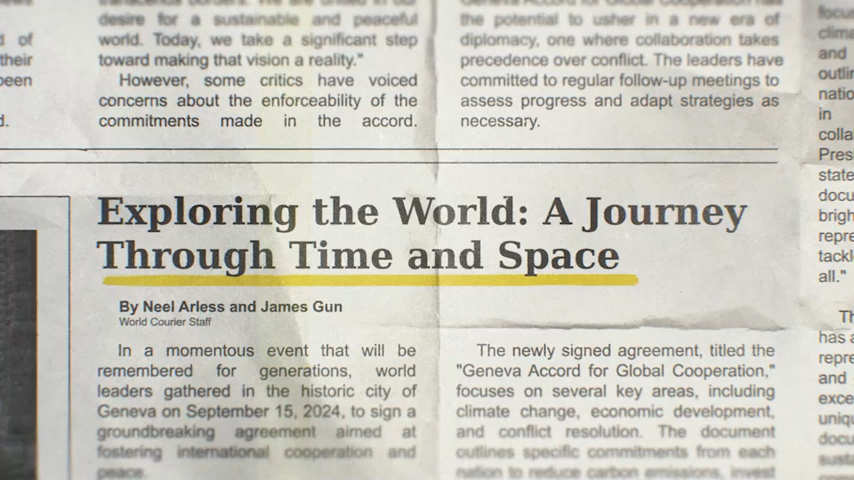 desire for a sustainable and peaceful
world. Today, we take a significant step
toward making that vision a reality."
However, some critics have voiced
concerns about the enforceability of the
commitments made in the accord.
the potential to usher in a new era of
diplomacy, one where collaboration takes
precedence over conflict. The leaders have
committed to regular follow-up meetings to
assess progress and adapt strategies as
necessary.
Exploring the World: A Journey
Through Time and Space
By Neel Arless and James Gun
World Courier Staff
In a momentous event that will be
remembered for generations, world
leaders gathered in the historic city of
Geneva on September 15, 2024, to sign a
groundbreaking agreement aimed at
fostering international cooperation and
peace.
The newly signed agreement, titled the
"Geneva Accord for Global Cooperation,"
focuses on several key areas, including
climate change, economic development,
and conflict resolution. The document
outlines specific commitments from each
nation to reduce carbon emissions, invest
and
in
all."
has a
and